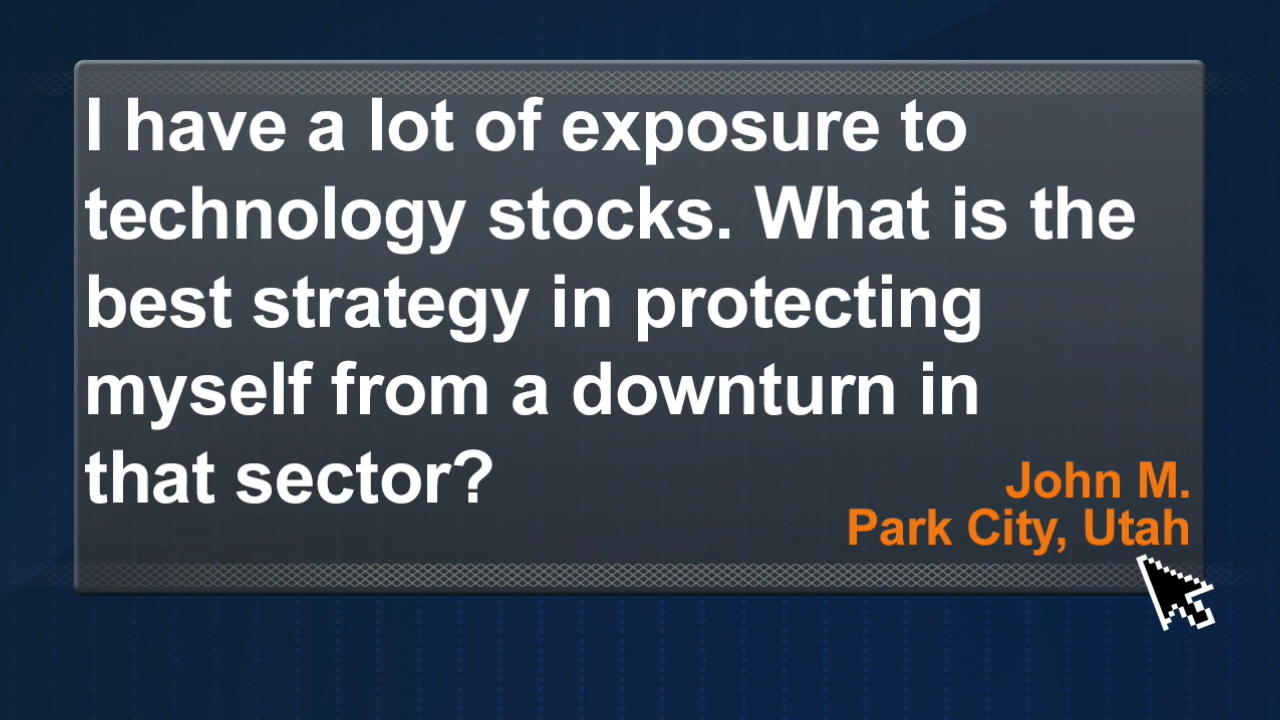 I have a lot of exposure to
technology stocks. What is the
best strategy in protecting
myself from a downturn in
that sector?
John M.
Park City, Utah